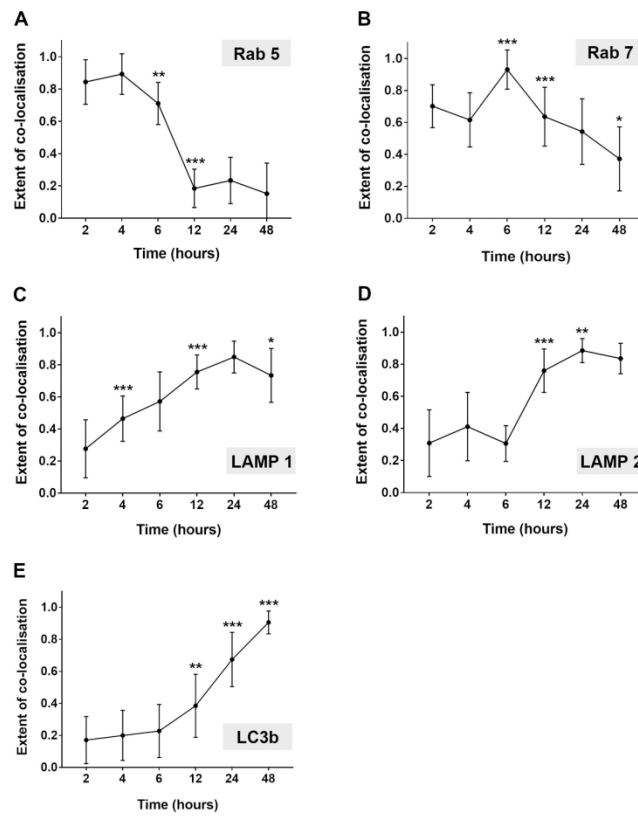 A
Rab 5
Extent of co-localisation
1.0
0.8
0.6
0.4
0.2
0.0
**
***
2 4 6 12 24 48
Time (hours)
B
Rab 7
Extent of co-localisation
1.0
0.8
0.6
0.4
0.2
0.0
***
***
*
2 4 6 12 24 48
Time (hours)
C
LAMP 1
Extent of co-localisation
1.0
0.8
0.6
0.4
0.2
0.0
***
***
*
2 4 6 12 24 48
Time (hours)
D
LAMP 2
Extent of co-localisation
1.0
0.8
0.6
0.4
0.2
0.0
***
**
2 4 6 12 24 48
Time (hours)
E
LC3b
Extent of co-localisation
1.0
0.8
0.6
0.4
0.2
0.0
**
***
***
2 4 6 12 24 48
Time (hours)